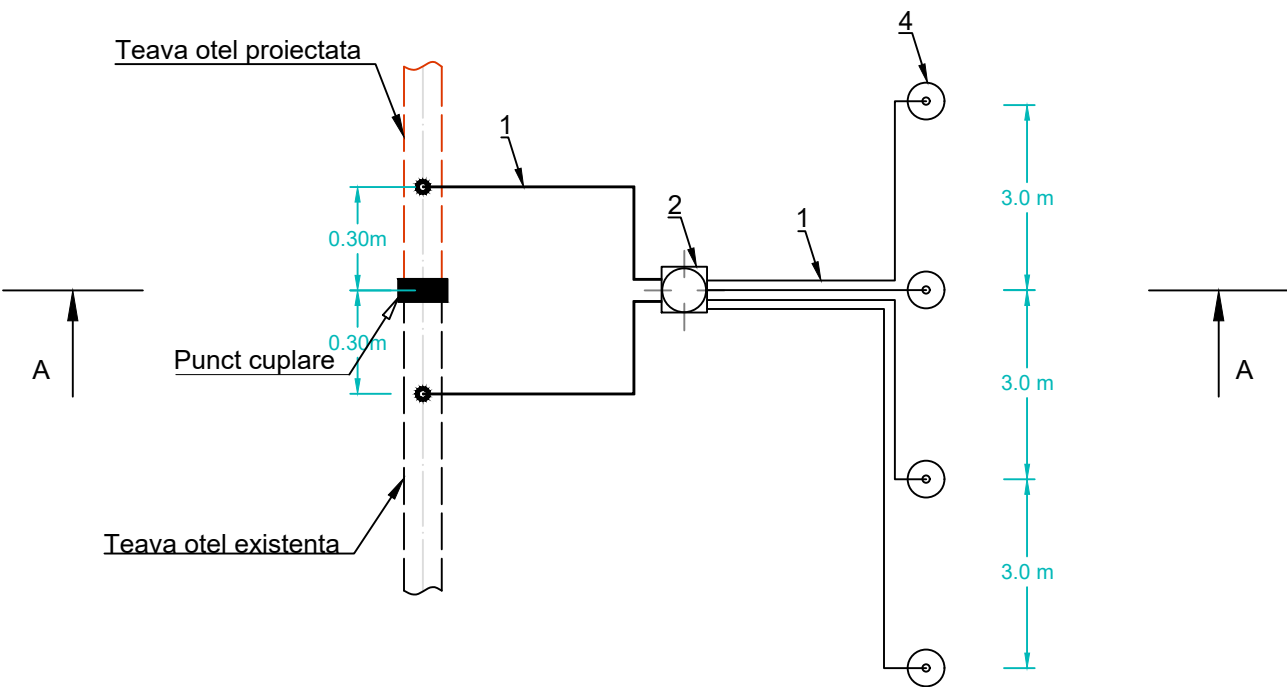 4
Teava otel proiectata
1
3.0 m
2
1
0.30m
0.30m
Punct cuplare
A
A
3.0 m
Teava otel existenta
3.0 m